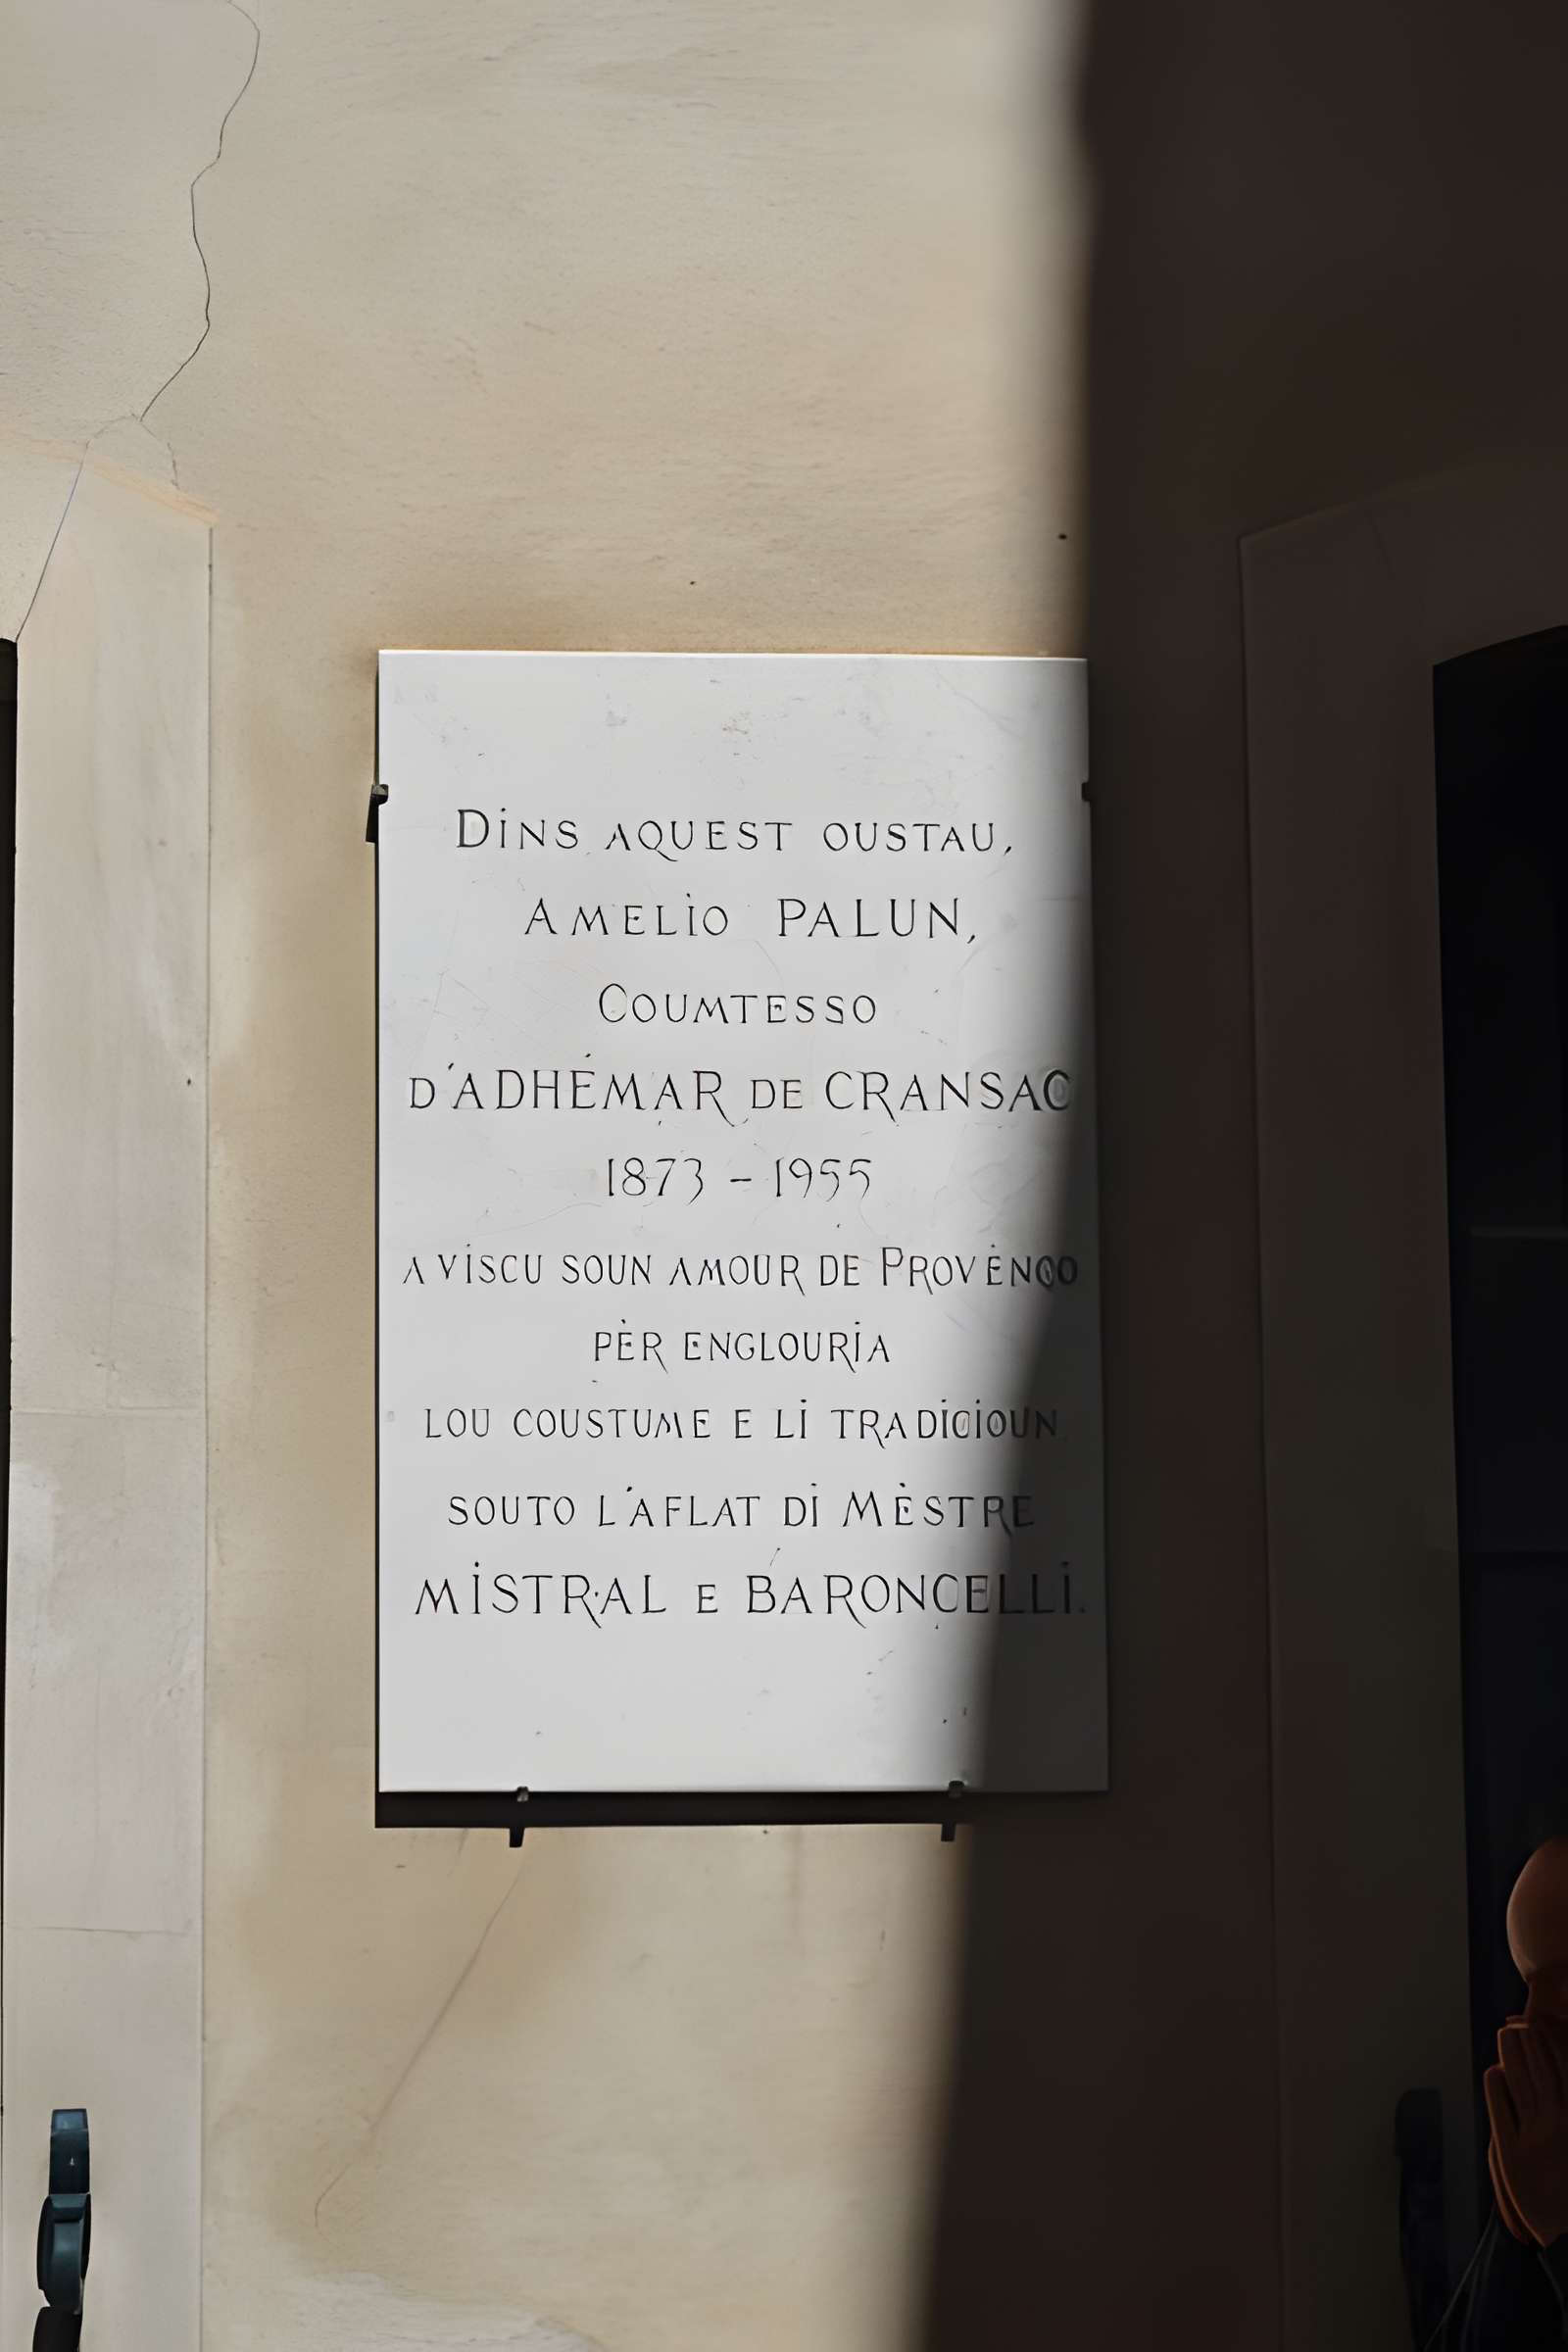 Dins aquest oustau,
Amelio PALUN,
Coumtesso
d'ADHÉMAR de CRANSAC
1873 - 1955
a viscu soun amour de Prouvènço
pèr englouria
lou coustume e li tradicioun
souto l'aflat di Mèstre
MISTRAL e BARONCELLI.